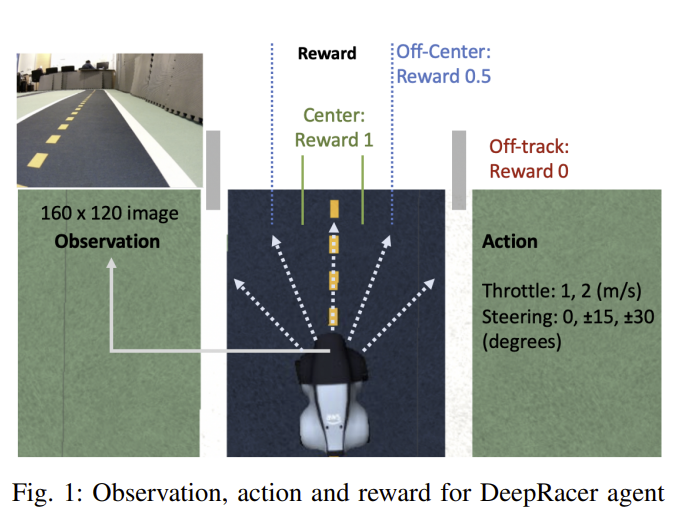 Reward
Off-Center:
Reward 0.5
Center:
Reward 1
Off-track:
Reward 0
160 x 120 image
Observation
Action
Throttle: 1, 2 (m/s)
Steering: 0, ±15, ±30
(degrees)
Fig. 1: Observation, action and reward for DeepRacer agent